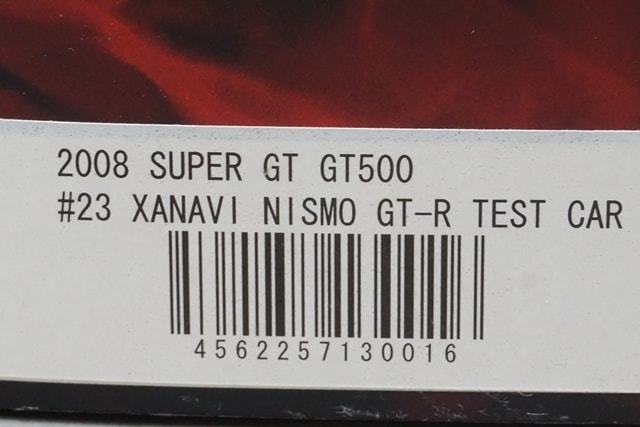 2008 SUPER GT GT500
#23 XANAVI NISMO GT-R TEST CAR
4562257130016